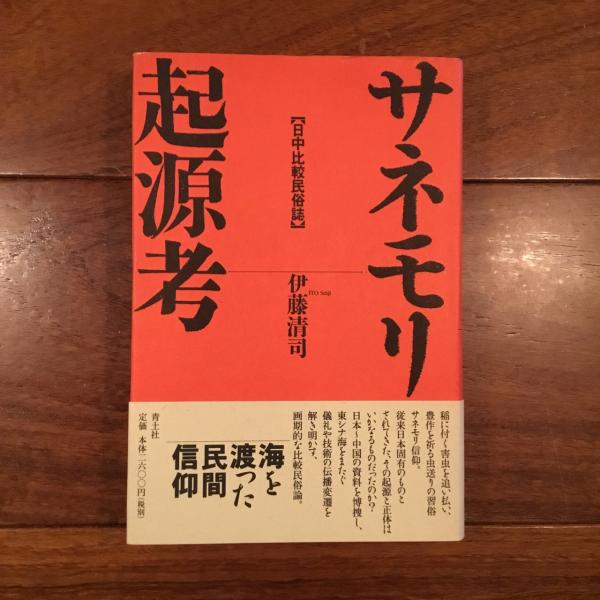 サネモリ
起源考
【日中比較民俗誌】
伊藤清司
ITO Seiji
稲に付く害虫を追い払い、
豊作を祈る虫送りの習俗
サネモリ信仰。
従来日本固有のものと
されてきた、その起源と正体は
いかなるものだったのか?
日本〜中国の資料を博捜し、
東シナ海をまたぐ
儀礼や技術の伝播変遷を
解き明かす、
画期的な比較民俗論。
海を
渡った
民間
信仰
青土社
定価 本体二六〇〇円(税別)